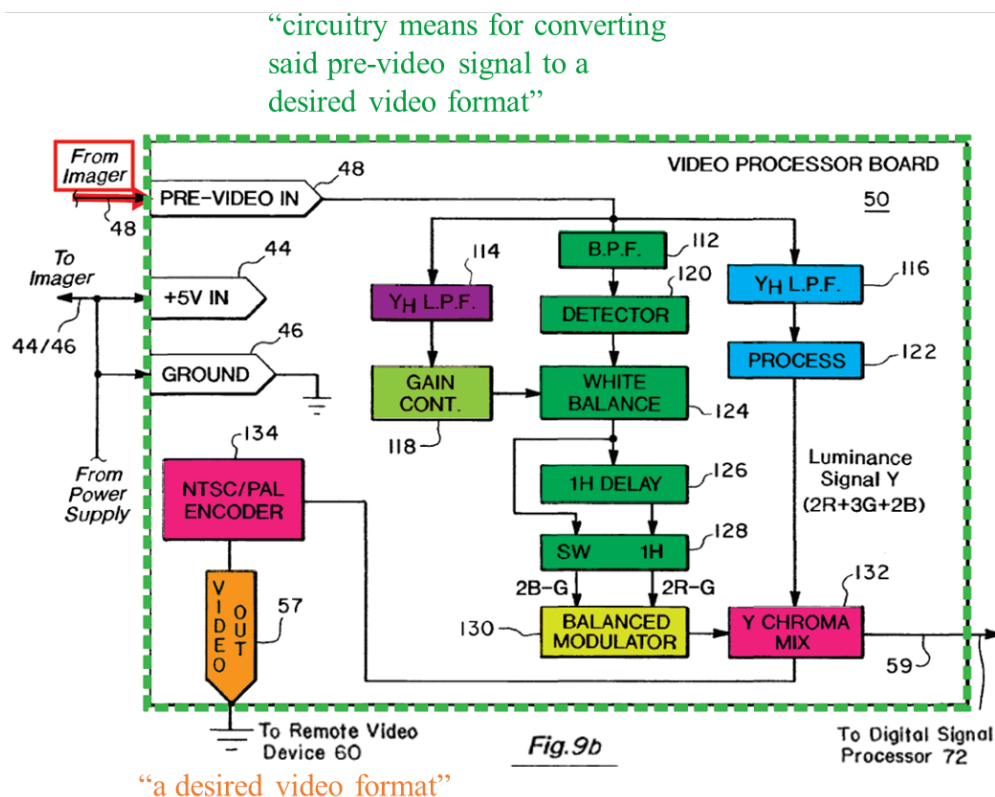 “circuitry means for converting
said pre-video signal to a
desired video format”
From
Imager
48
PRE-VIDEO IN
48
VIDEO PROCESSOR BOARD
50
To
Imager
44
+5V IN
44/46
46
GROUND
From
Power
Supply
114
YH L.P.F.
B.P.F.
112
120
DETECTOR
YH L.P.F.
116
PROCESS
122
GAIN
CONT.
118
WHITE
BALANCE
124
134
NTSC/PAL
ENCODER
1H DELAY
126
Luminance
Signal Y
(2R+3G+2B)
SW 1H
128
2B-G
2R-G
VIDEO
OUT
57
130
BALANCED
MODULATOR
132
Y CHROMA
MIX
59
To Remote Video
Device 60
Fig.9b
To Digital Signal
Processor 72
“a desired video format”